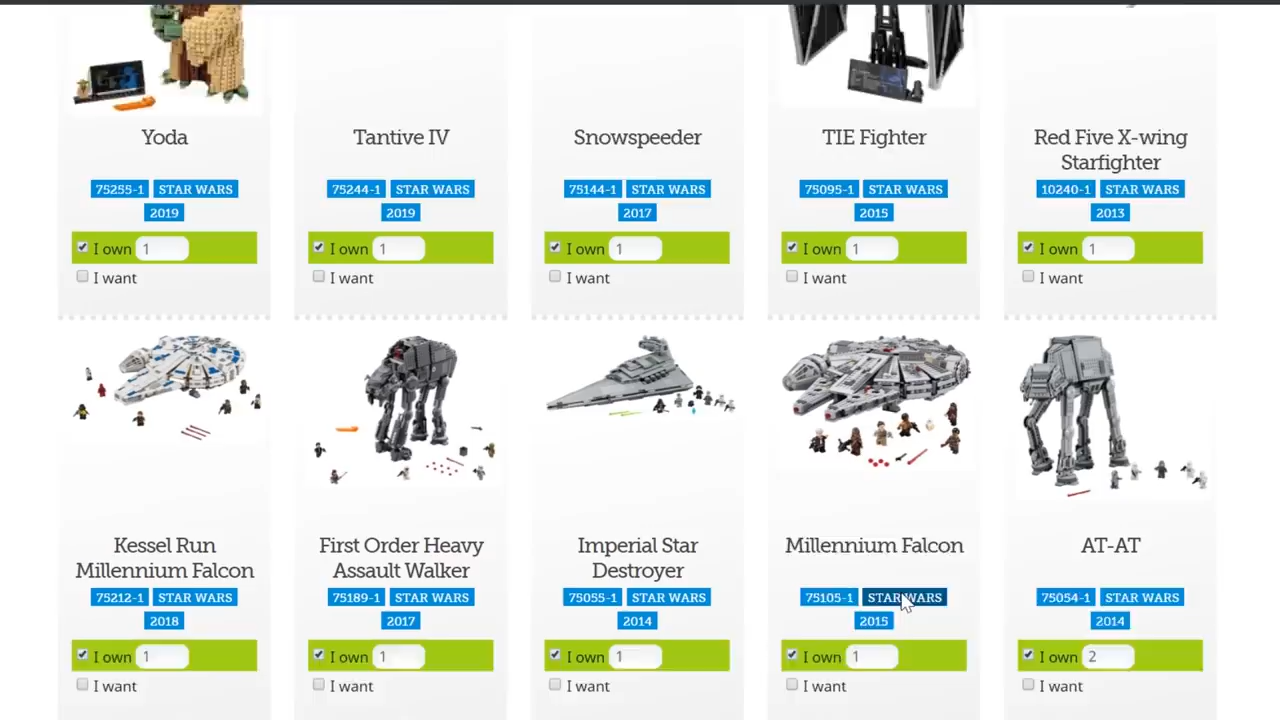 Yoda
Tantive IV
Snowspeeder
TIE Fighter
Red Five X-wing
Starfighter
75255-1 STAR WARS
2019
75244-1 STAR WARS
2019
75144-1 STAR WARS
2017
75095-1 STAR WARS
2015
10240-1 STAR WARS
2013
I own 1
I own 1
I own 1
I own 1
I own 1
I want
I want
I want
I want
I want
Kessel Run
Millennium Falcon
First Order Heavy
Assault Walker
Imperial Star
Destroyer
Millennium Falcon
AT-AT
75212-1 STAR WARS
2018
75189-1 STAR WARS
2017
75055-1 STAR WARS
2014
75105-1 STAR WARS
2015
75054-1 STAR WARS
2014
I own 1
I own 1
I own 1
I own 1
I own 2
I want
I want
I want
I want
I want